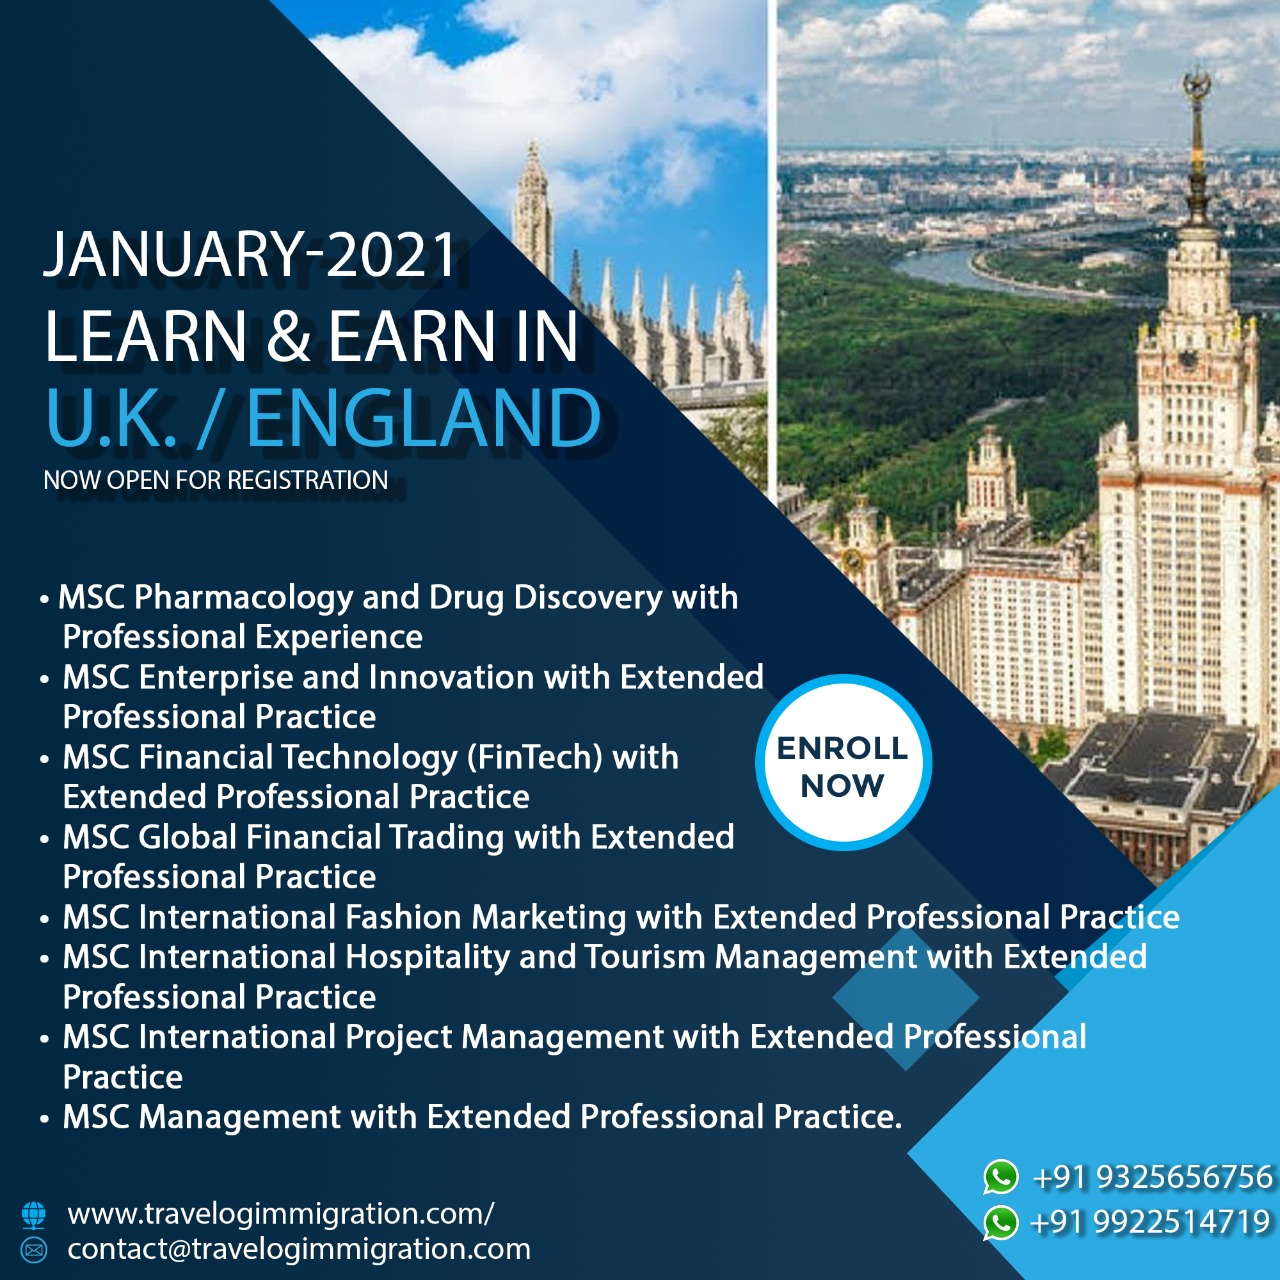 JANUARY-2021
LEARN & EARN IN
U.K. / ENGLAND
NOW OPEN FOR REGISTRATION
• MSC Pharmacology and Drug Discovery with
Professional Experience
• MSC Enterprise and Innovation with Extended
Professional Practice
• MSC Financial Technology (FinTech) with
Extended Professional Practice
• MSC Global Financial Trading with Extended
Professional Practice
• MSC International Fashion Marketing with Extended Professional Practice
• MSC International Hospitality and Tourism Management with Extended
Professional Practice
• MSC International Project Management with Extended Professional
Practice
• MSC Management with Extended Professional Practice.
ENROLL
NOW
www.travelogimmigration.com/
contact@travelogimmigration.com
+91 9325656756
+91 9922514719